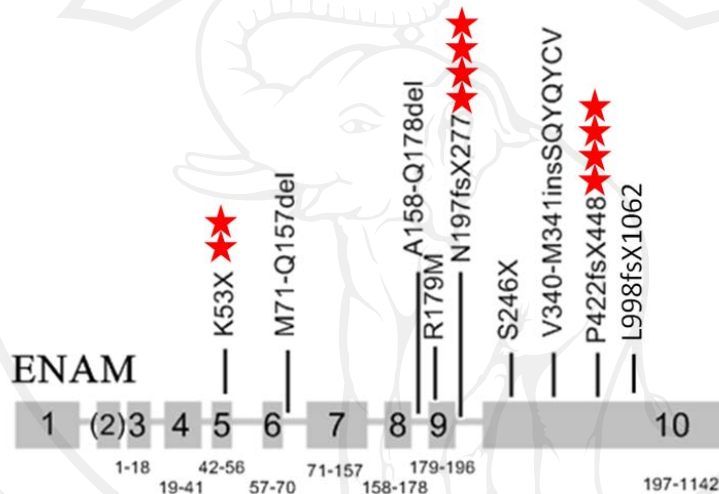 K53X
M71-Q157del
A158-Q178del
R179M
N197fsX277
S246X
V340-M341insSQYQYCV
P422fsX448
L998fsX1062
ENAM
1 (2) 3 4 5 6 7 8 9 10
1-18 42-56 71-157 179-196
19-41 57-70 158-178 197-1142